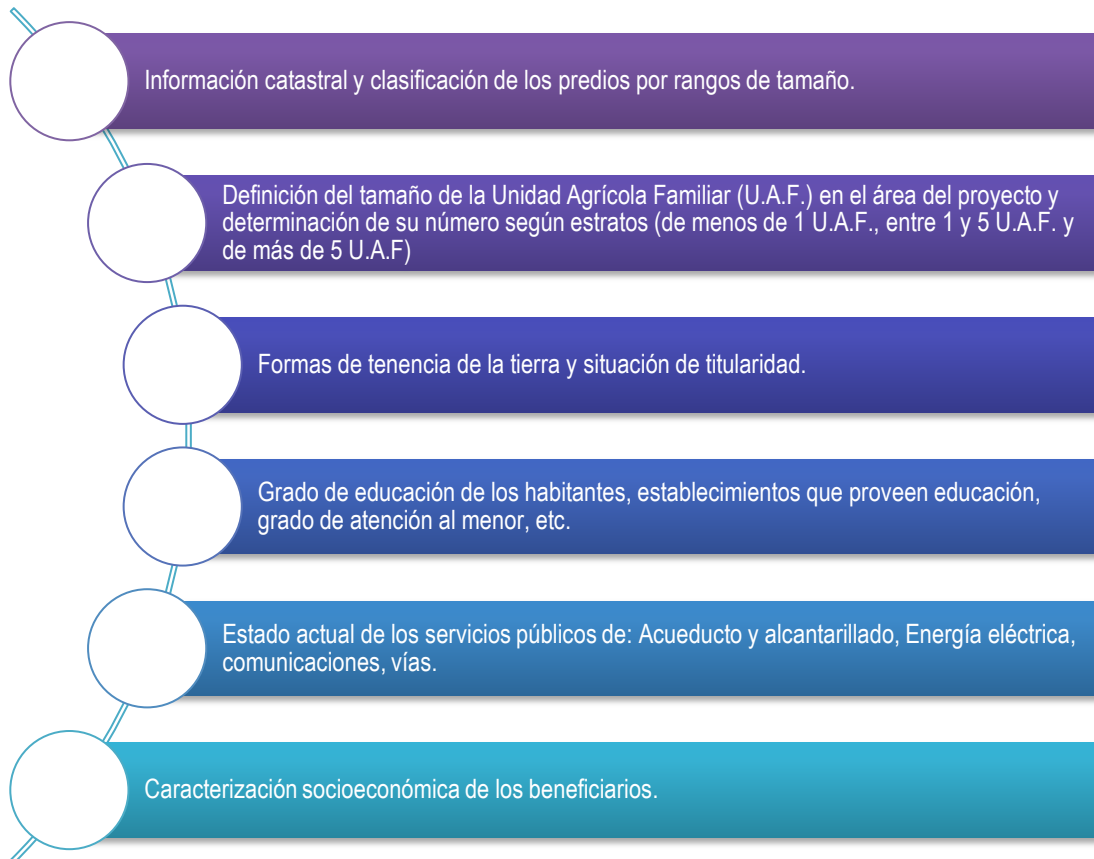 Información catastral y clasificación de los predios por rangos de tamaño.
Definición del tamaño de la Unidad Agrícola Familiar (U.A.F.) en el área del proyecto y
determinación de su número según estratos (de menos de 1 U.A.F., entre 1 y 5 U.A.F. y
de más de 5 U.A.F)
Formas de tenencia de la tierra y situación de titularidad.
Grado de educación de los habitantes, establecimientos que proveen educación,
grado de atención al menor, etc.
Estado actual de los servicios públicos de: Acueducto y alcantarillado, Energía eléctrica,
comunicaciones, vías.
Caracterización socioeconómica de los beneficiarios.